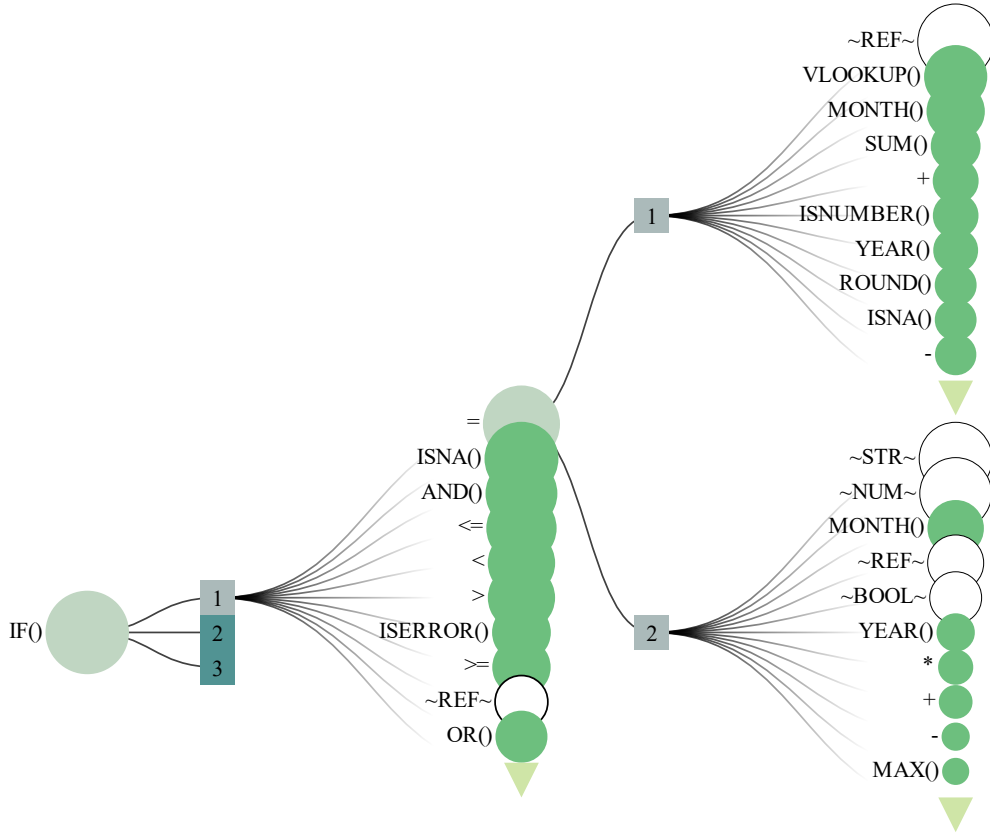 IF()
1
2
3
=
ISNA()
AND()
<=
<
>
ISERROR()
>=
~REF~
OR()
1
~REF~
VLOOKUP()
MONTH()
SUM()
+
ISNUMBER()
YEAR()
ROUND()
ISNA()
-
2
~STR~
~NUM~
MONTH()
~REF~
~BOOL~
YEAR()
*
+
-
MAX()